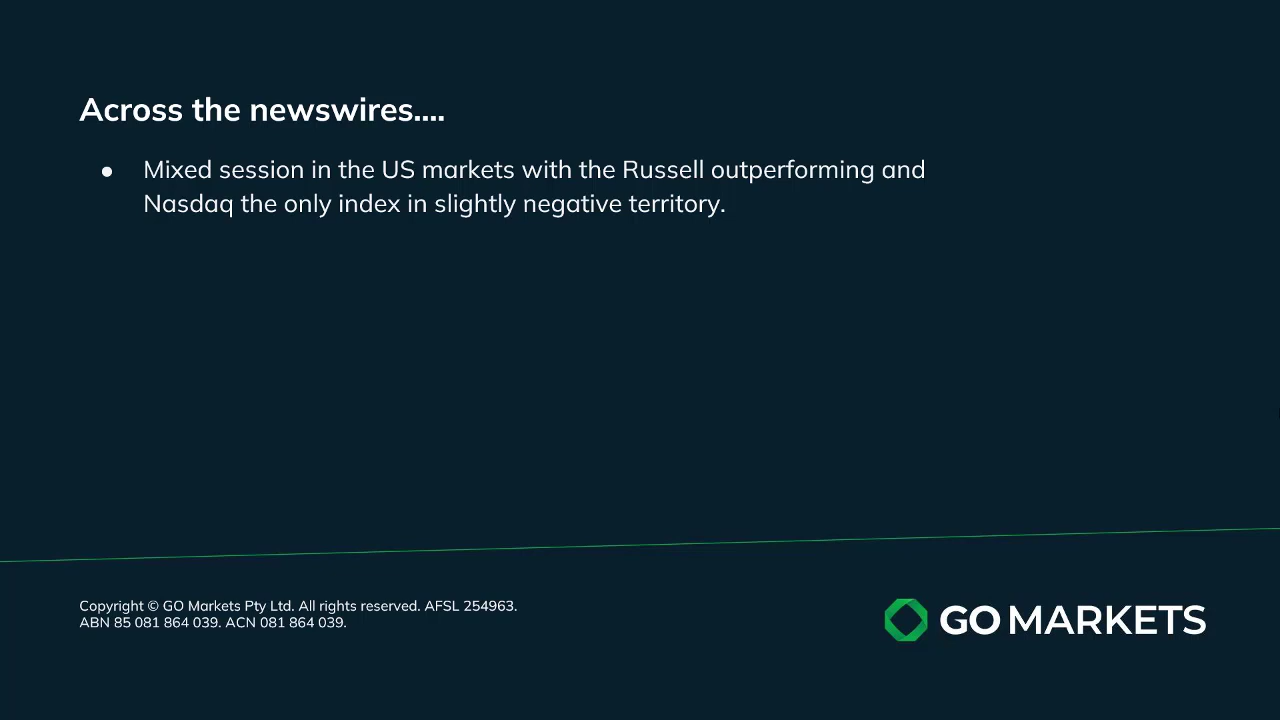 Across the newswires....
● Mixed session in the US markets with the Russell outperforming and
Nasdaq the only index in slightly negative territory.
Copyright © GO Markets Pty Ltd. All rights reserved. AFSL 254963.
ABN 85 081 864 039. ACN 081 864 039.
GO MARKETS